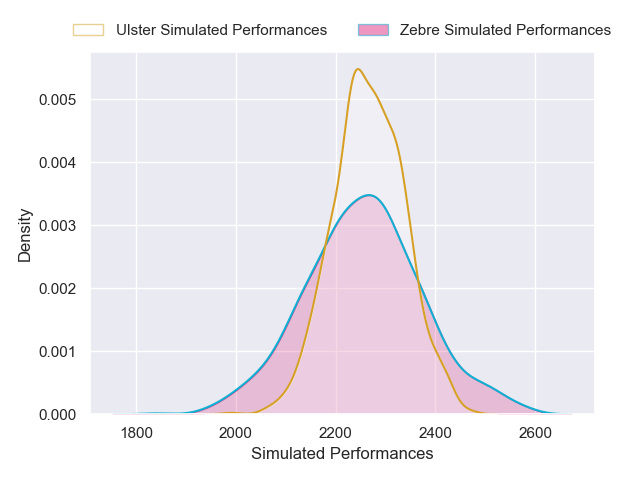 Ulster Simulated Performances Zebre Simulated Performances
0.005
0.004
0.003
0.002
0.001
0.000
Density
1800 2000 2200 2400 2600
Simulated Performances